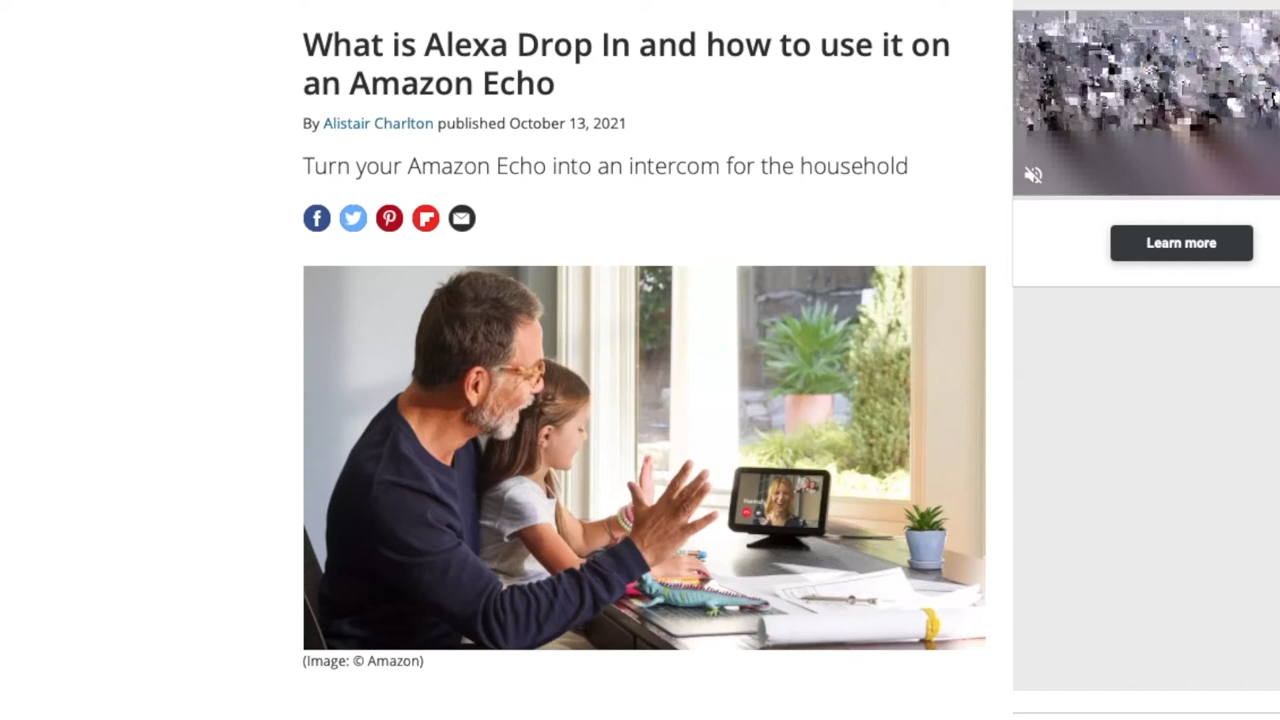 What is Alexa Drop In and how to use it on
an Amazon Echo
By Alistair Charlton published October 13, 2021
Turn your Amazon Echo into an intercom for the household
Learn more
Hannah
(Image: © Amazon)